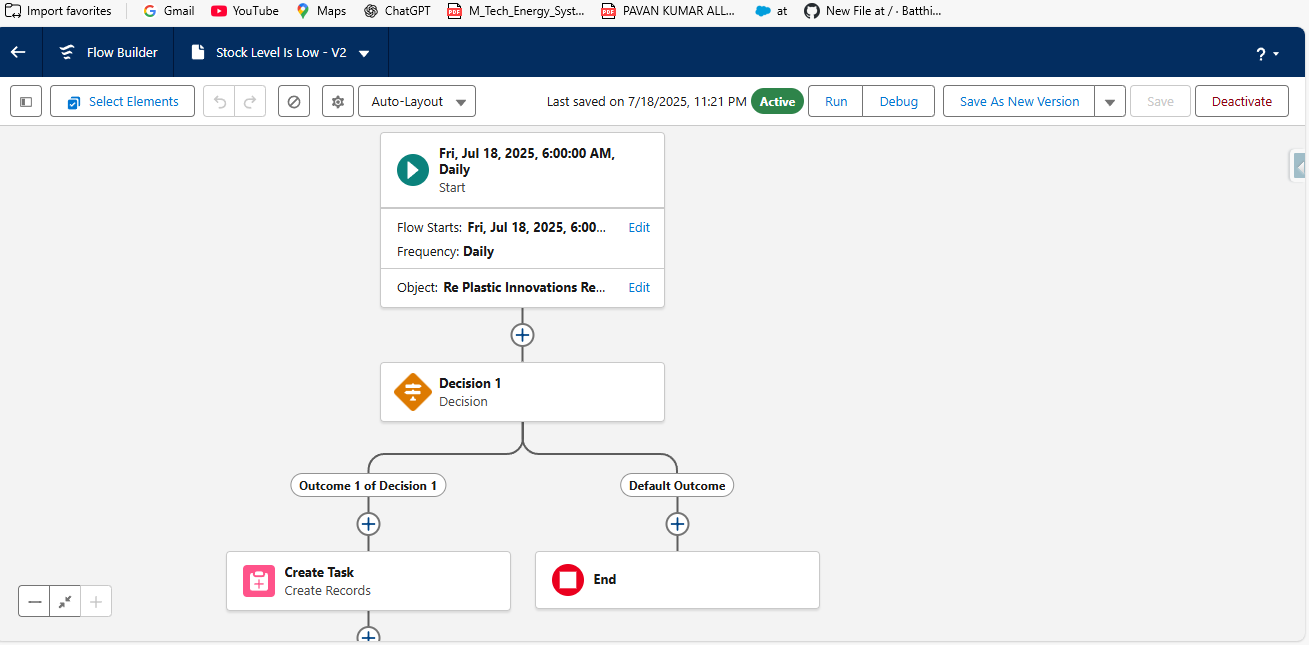 Import favorites Gmail YouTube Maps ChatGPT M_Tech_Energy_Syst... PAVAN KUMAR ALL... at New File at / · Batthi...
Flow Builder Stock Level Is Low - V2 ?
Select Elements Auto-Layout Last saved on 7/18/2025, 11:21 PM Active Run Debug Save As New Version Save Deactivate
Fri, Jul 18, 2025, 6:00:00 AM,
Daily
Start
Flow Starts: Fri, Jul 18, 2025, 6:00... Edit
Frequency: Daily
Object: Re Plastic Innovations Re... Edit
Decision 1
Decision
Outcome 1 of Decision 1 Default Outcome
Create Task
Create Records
End